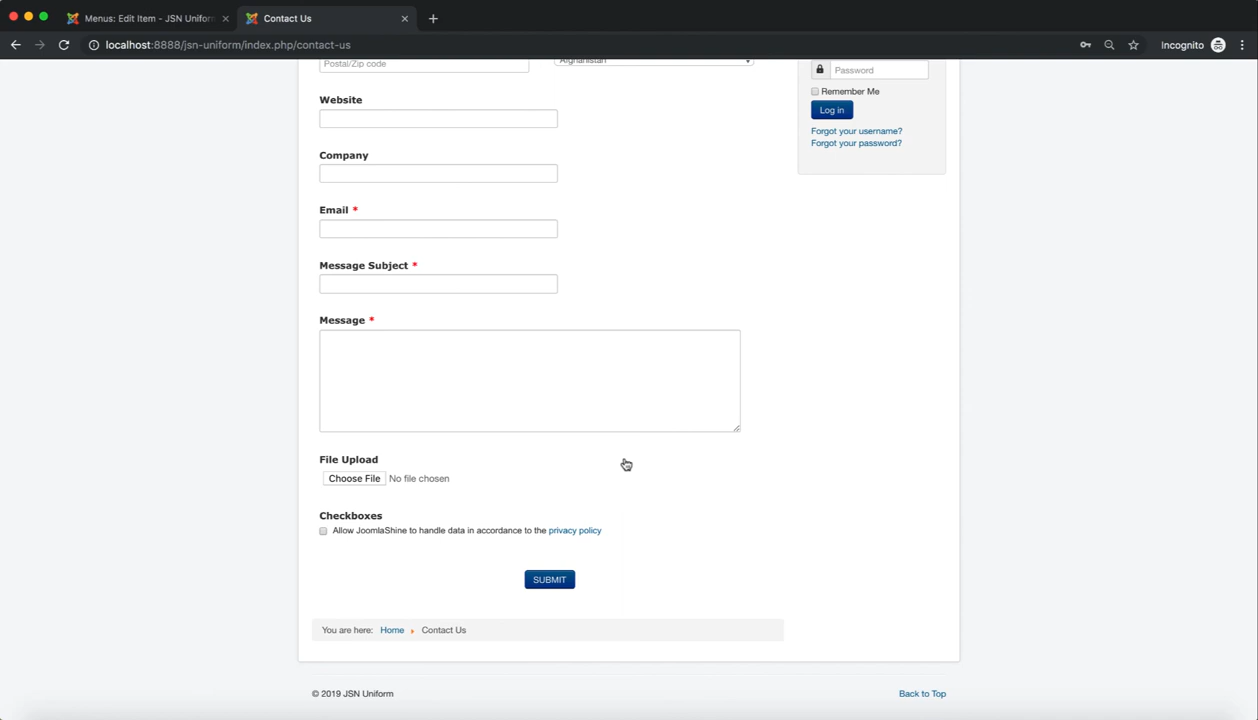 Menus: Edit Item - JSN Uniform
Contact Us
localhost:8888/jsn-uniform/index.php/contact-us
Incognito
Postal/Zip code
Afghanistan
Password
Remember Me
Log in
Forgot your username?
Forgot your password?
Website
Company
Email *
Message Subject *
Message *
File Upload
Choose File No file chosen
Checkboxes
Allow JoomlaShine to handle data in accordance to the privacy policy
SUBMIT
You are here: Home Contact Us
© 2019 JSN Uniform
Back to Top